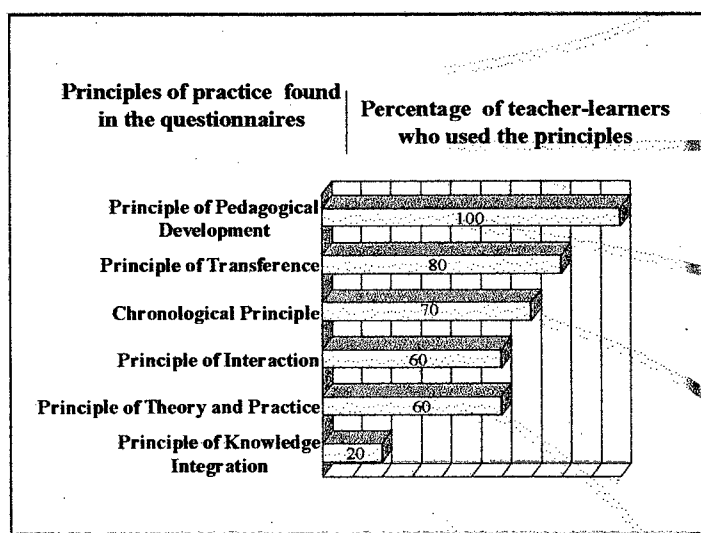 Principles of practice found
in the questionnaires
Percentage of teacher-learners
who used the principles
Principle of Pedagogical
Development
100
Principle of Transference
80
Chronological Principle
70
Principle of Interaction
60
Principle of Theory and Practice
60
Principle of Knowledge
Integration
20